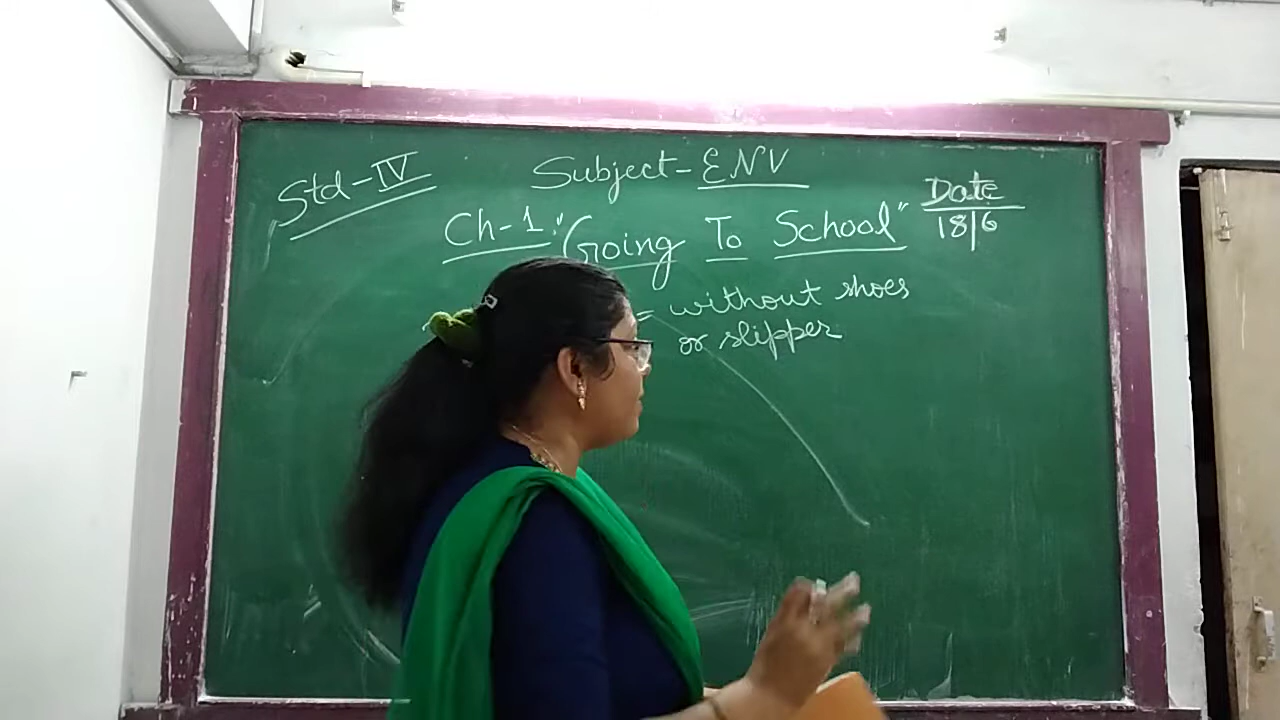 Std-IV
Subject-ENV
Date
18/6
Ch-1 "Going To School"
= without shoes
or slipper